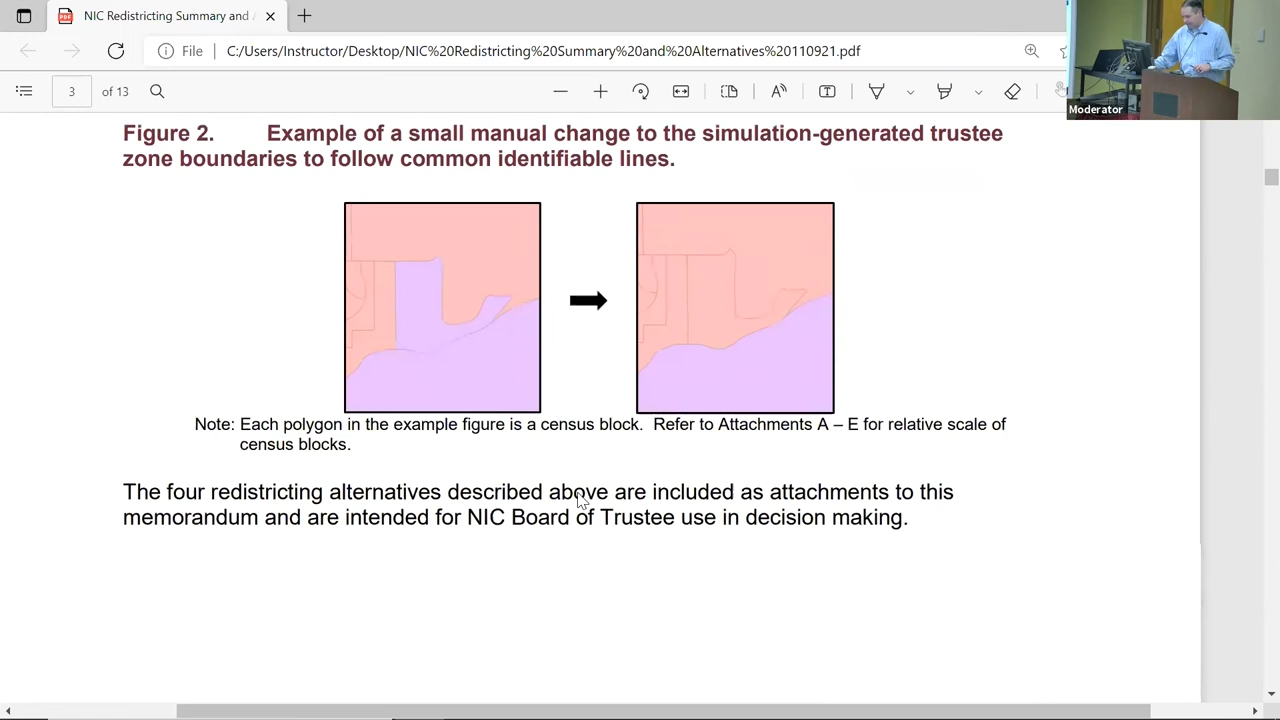 NIC Redistricting Summary and
File
C:/Users/Instructor/Desktop/NIC%20Redistricting%20Summary%20and%20Alternatives%20110921.pdf
3 of 13
Moderator
Figure 2. Example of a small manual change to the simulation-generated trustee
zone boundaries to follow common identifiable lines.
Note: Each polygon in the example figure is a census block. Refer to Attachments A – E for relative scale of
census blocks.
The four redistricting alternatives described above are included as attachments to this
memorandum and are intended for NIC Board of Trustee use in decision making.